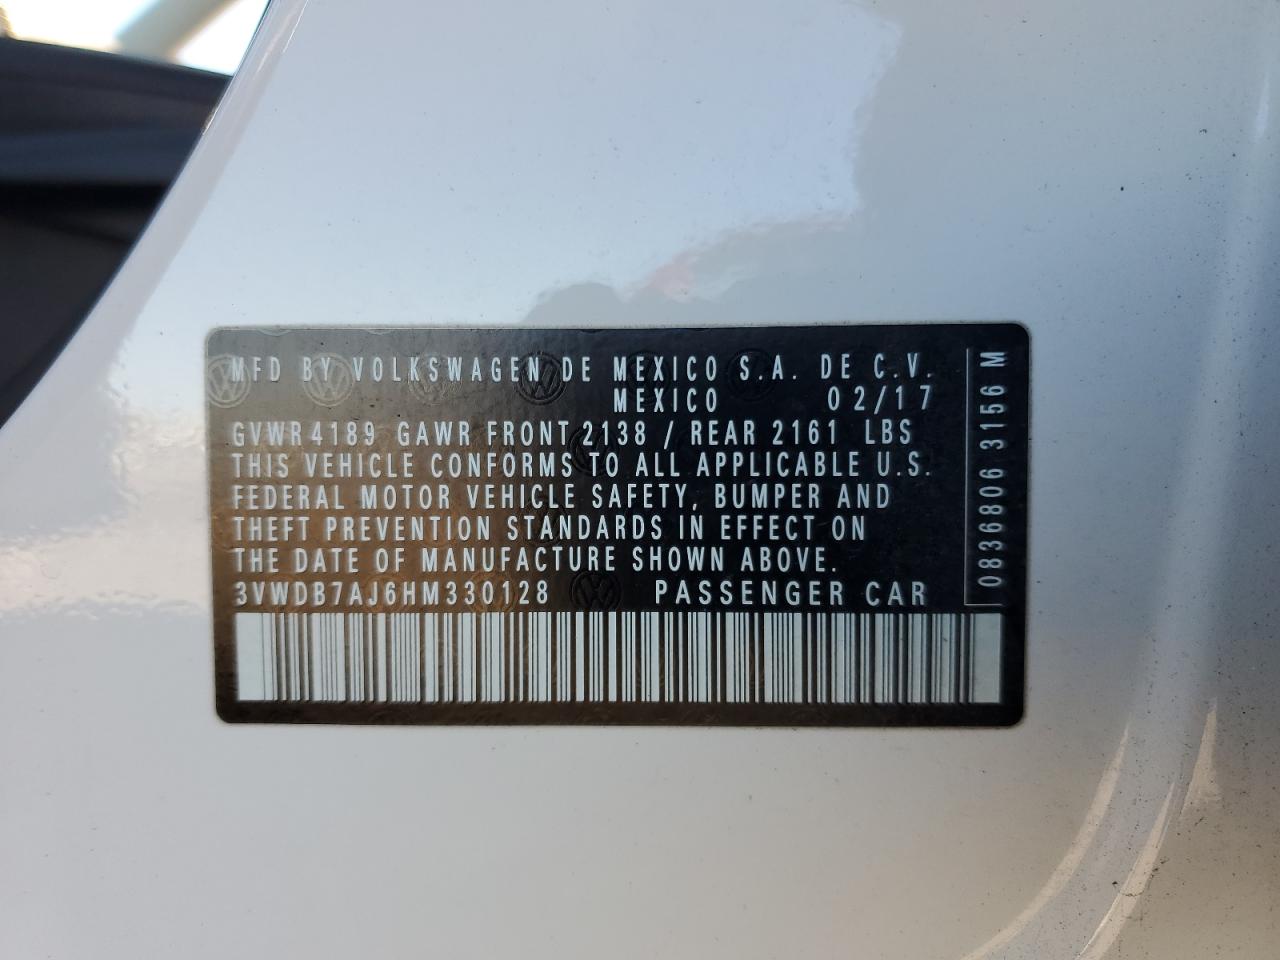 MFD BY VOLKSWAGEN DE MEXICO S.A. DE C.V.
MEXICO 02/17
GVWR 4189 GAWR FRONT 2138 / REAR 2161 LBS
THIS VEHICLE CONFORMS TO ALL APPLICABLE U.S.
FEDERAL MOTOR VEHICLE SAFETY, BUMPER AND
THEFT PREVENTION STANDARDS IN EFFECT ON
THE DATE OF MANUFACTURE SHOWN ABOVE.
3VWDB7AJ6HM330128 PASSENGER CAR
0836806 3156 M